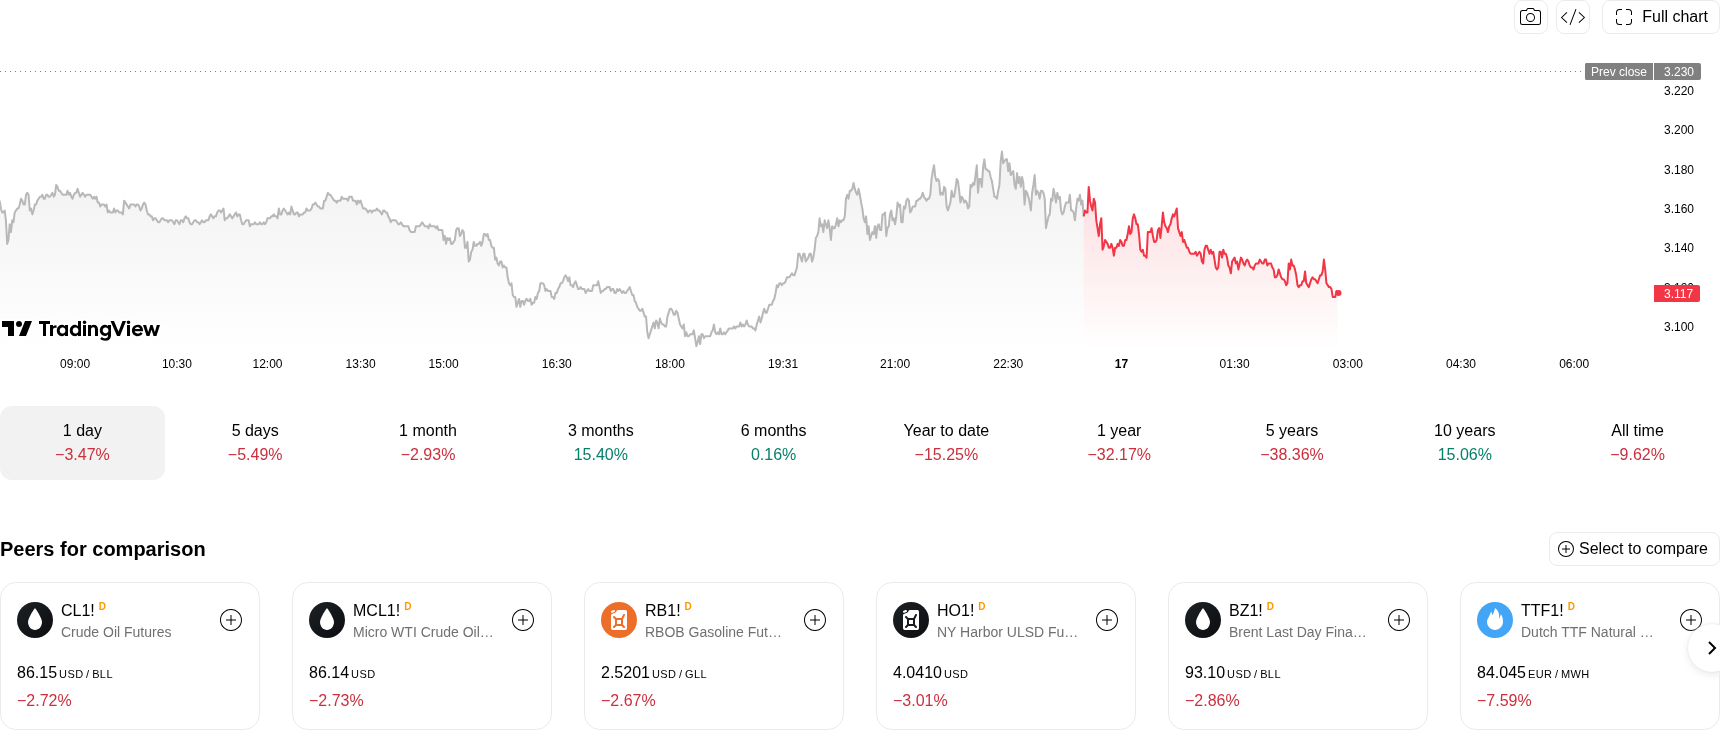 Full chart
Prev close 3.230
3.220
3.200
3.180
3.160
3.140
3.117
3.100
TradingView
09:00 10:30 12:00 13:30 15:00 16:30 18:00 19:31 21:00 22:30 17 01:30 03:00 04:30 06:00
1 day 5 days 1 month 3 months 6 months Year to date 1 year 5 years 10 years All time
−3.47% −5.49% −2.93% 15.40% 0.16% −15.25% −32.17% −38.36% 15.06% −9.62%
Peers for comparison
Select to compare
CL1! D
Crude Oil Futures
86.15 USD / BLL
−2.72%
MCL1! D
Micro WTI Crude Oil…
86.14 USD
−2.73%
RB1! D
RBOB Gasoline Fut…
2.5201 USD / GLL
−2.67%
HO1! D
NY Harbor ULSD Fu…
4.0410 USD
−3.01%
BZ1! D
Brent Last Day Fina…
93.10 USD / BLL
−2.86%
TTF1! D
Dutch TTF Natural …
84.045 EUR / MWH
−7.59%